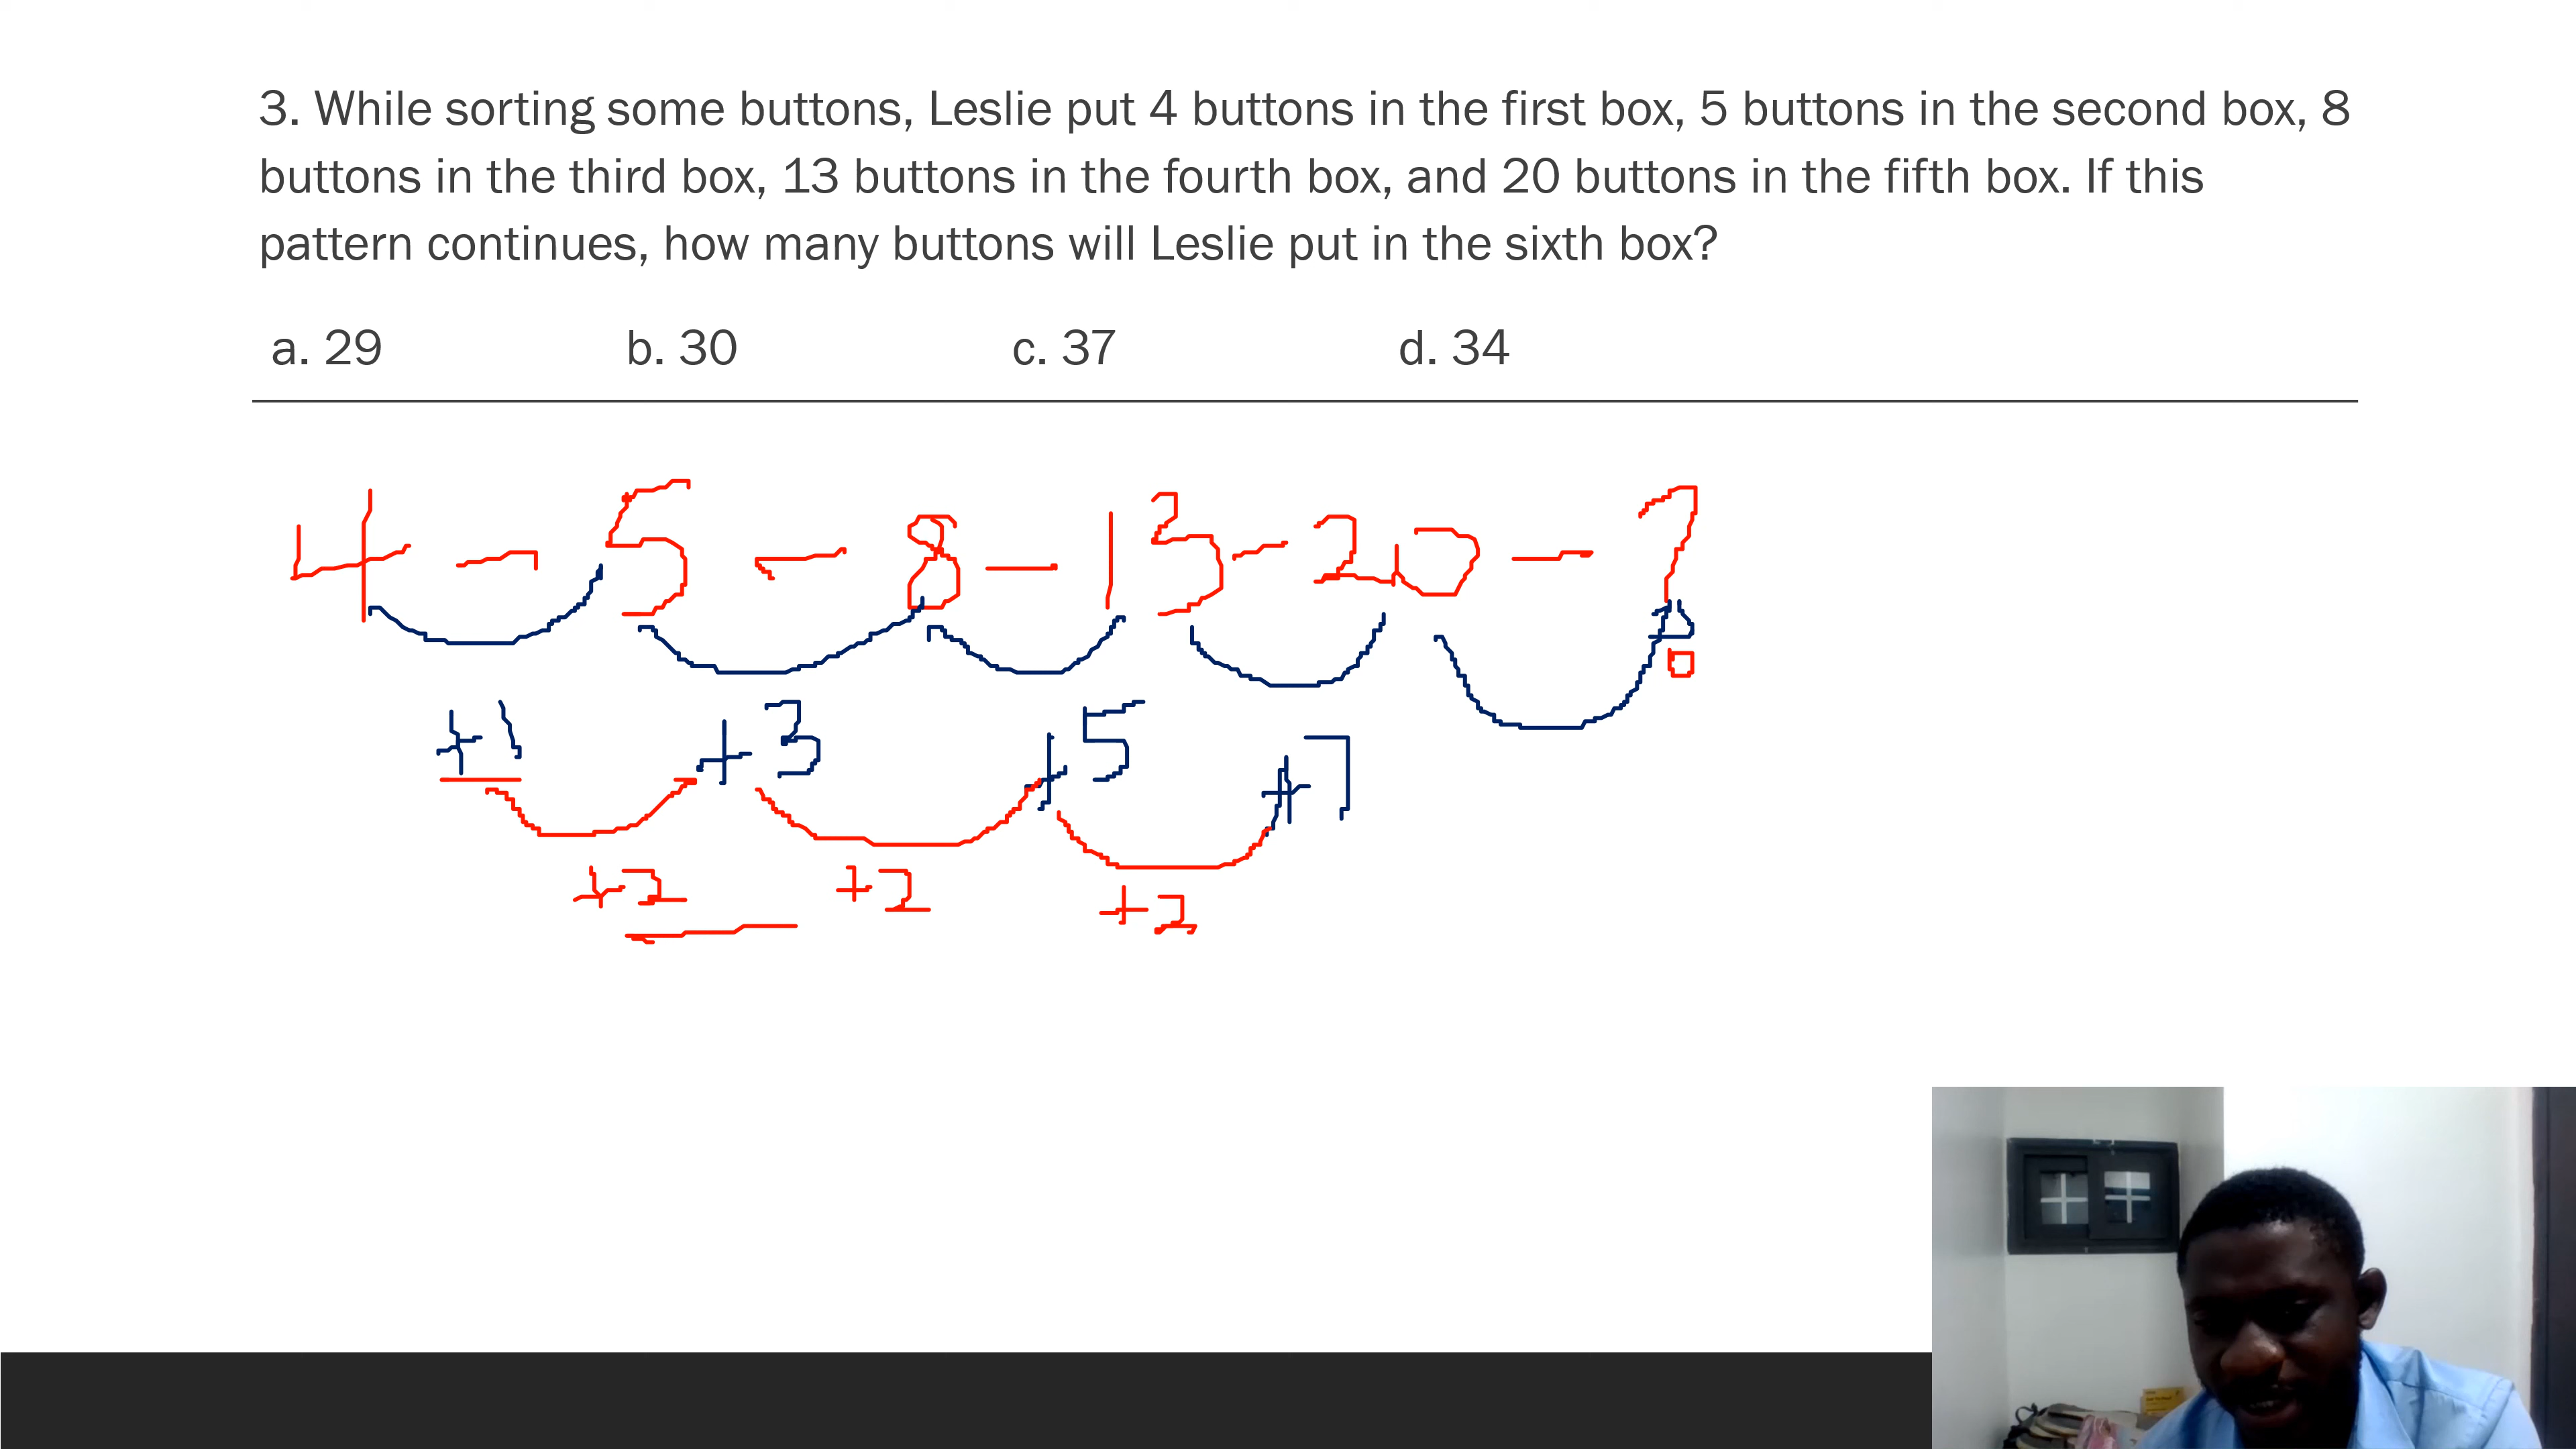 3. While sorting some buttons, Leslie put 4 buttons in the first box, 5 buttons in the second box, 8
buttons in the third box, 13 buttons in the fourth box, and 20 buttons in the fifth box. If this
pattern continues, how many buttons will Leslie put in the sixth box?
a. 29 b. 30 c. 37 d. 34
4 - 5 - 8 - 13 - 20 - ?
+1 +3 +5 +7
+2 +2 +2